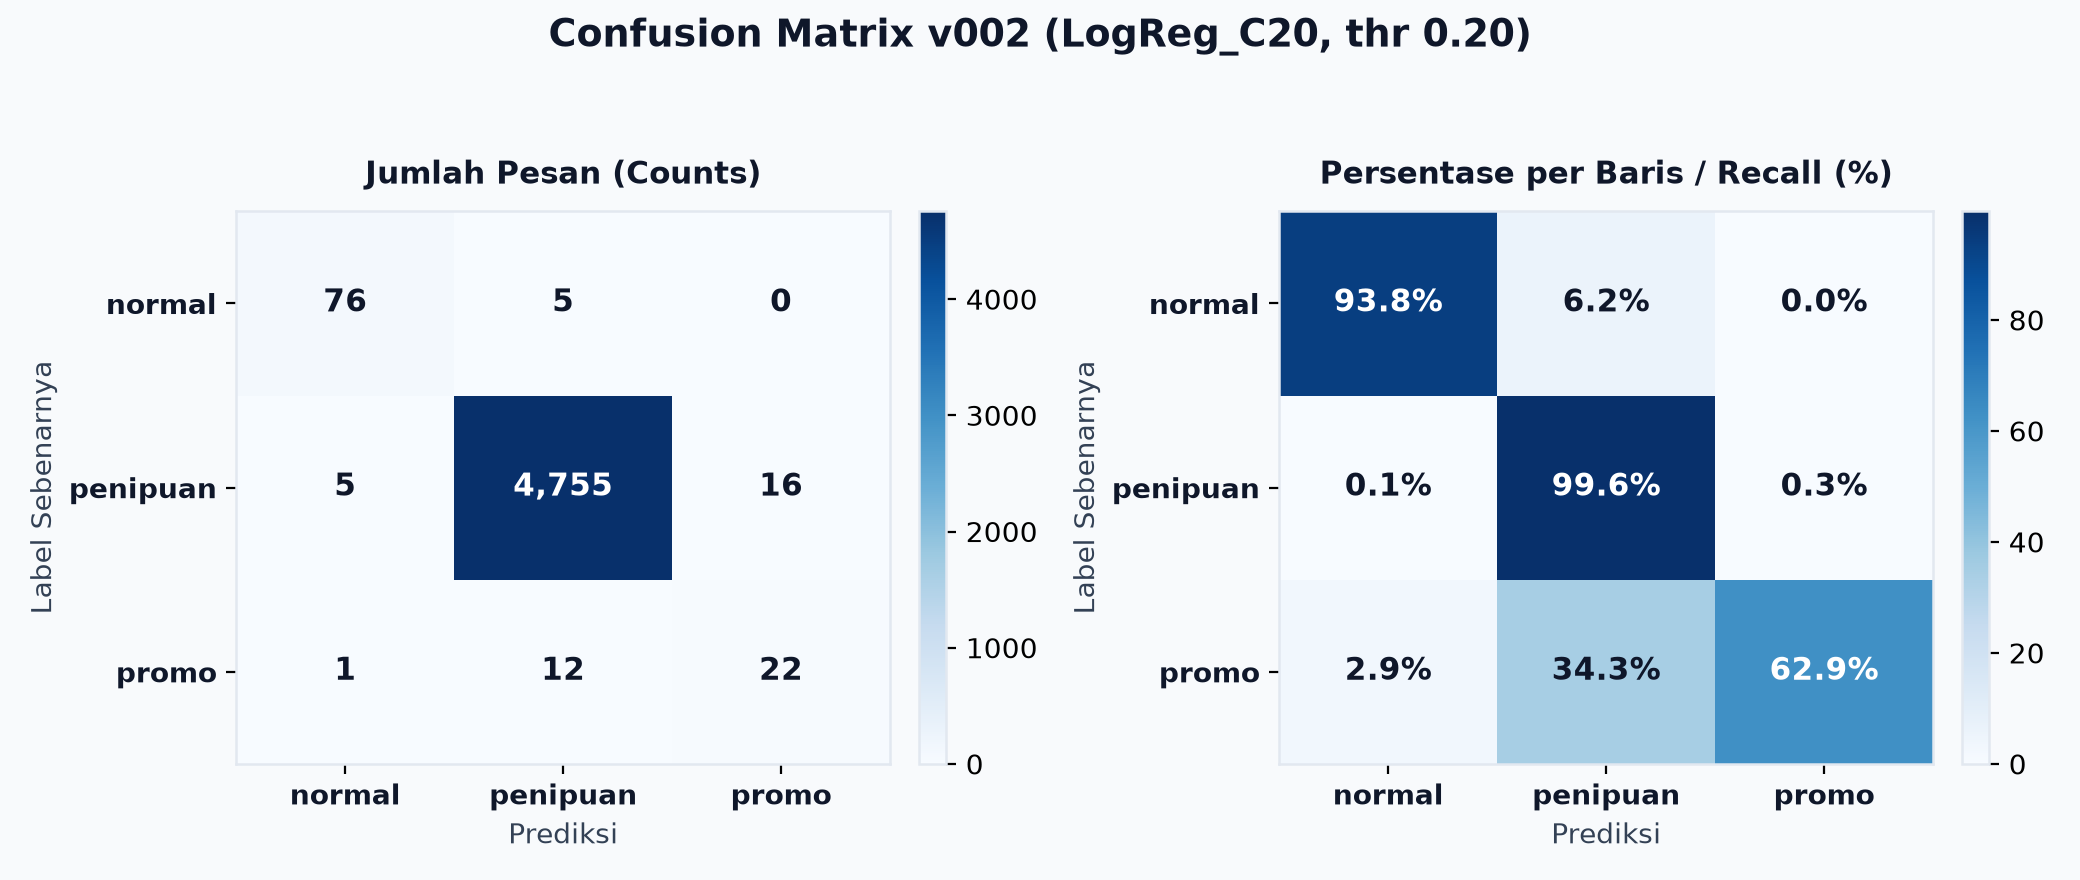 Confusion Matrix v002 (LogReg_C20, thr 0.20)
Jumlah Pesan (Counts)
Label Sebenarnya
normal
76
5
0
penipuan
5
4,755
16
promo
1
12
22
normal
penipuan
promo
Prediksi
4000
3000
2000
1000
0
Persentase per Baris / Recall (%)
Label Sebenarnya
normal
93.8%
6.2%
0.0%
penipuan
0.1%
99.6%
0.3%
promo
2.9%
34.3%
62.9%
normal
penipuan
promo
Prediksi
80
60
40
20
0